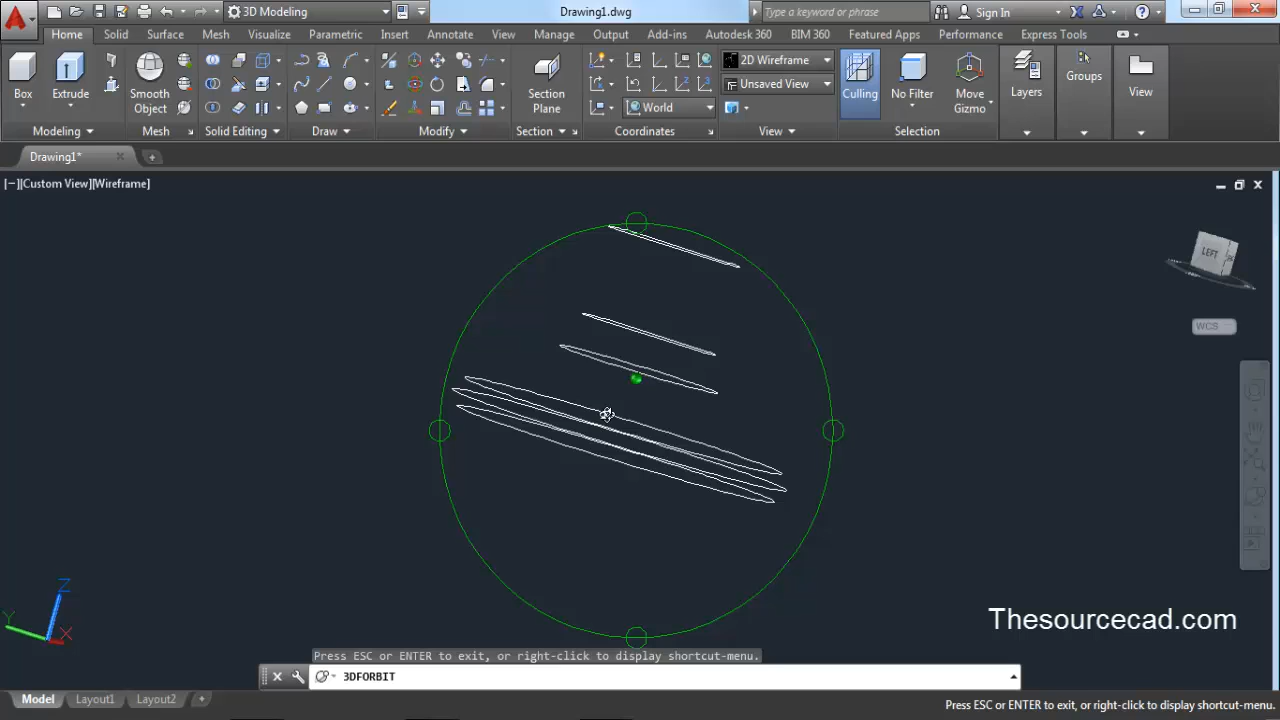 3D Modeling
Drawing1.dwg
Type a keyword or phrase
Sign In
Home
Solid
Surface
Mesh
Visualize
Parametric
Insert
Annotate
View
Manage
Output
Add-ins
Autodesk 360
BIM 360
Featured Apps
Performance
Express Tools
Box
Extrude
Smooth
Object
Section
Plane
World
2D Wireframe
Unsaved View
Culling
No Filter
Move
Gizmo
Layers
Groups
View
Modeling
Mesh
Solid Editing
Draw
Modify
Section
Coordinates
View
Selection
Drawing1*
[−][Custom View][Wireframe]
LEFT
WCS
Z
Y
X
Thesourcecad.com
Press ESC or ENTER to exit, or right-click to display shortcut-menu.
3DFORBIT
Model
Layout1
Layout2
Press ESC or ENTER to exit, or right-click to display shortcut-menu.